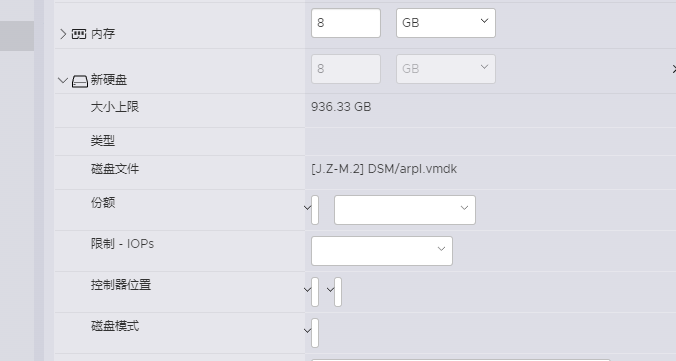 内存 8 GB
新硬盘 8 GB
大小上限 936.33 GB
类型
磁盘文件 [J.Z-M.2] DSM/arpl.vmdk
份额
限制 - IOPs
控制器位置
磁盘模式